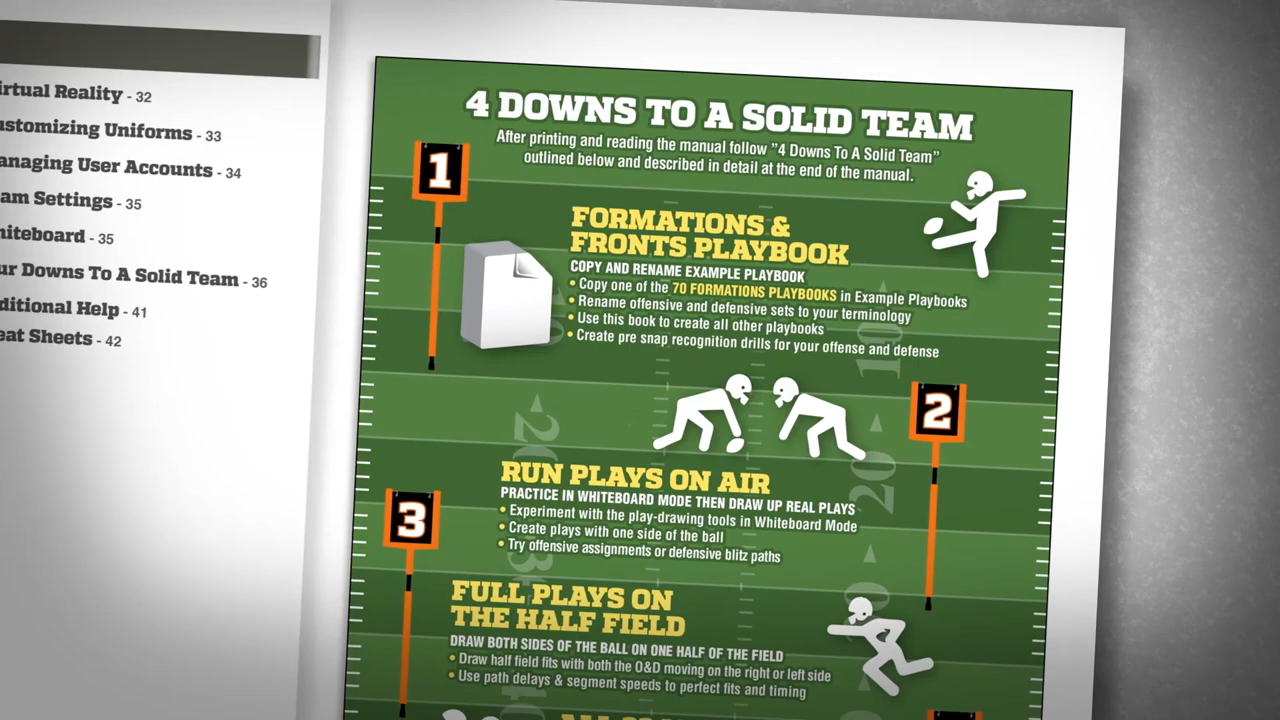 irtual Reality - 32
ustomizing Uniforms - 33
anaging User Accounts - 34
am Settings - 35
hiteboard - 35
ur Downs To A Solid Team - 36
ditional Help - 41
eat Sheets - 42
4 DOWNS TO A SOLID TEAM
After printing and reading the manual follow "4 Downs To A Solid Team"
outlined below and described in detail at the end of the manual.
1
FORMATIONS &
FRONTS PLAYBOOK
COPY AND RENAME EXAMPLE PLAYBOOK
• Copy one of the 70 FORMATIONS PLAYBOOKS in Example Playbooks
• Rename offensive and defensive sets to your terminology
• Use this book to create all other playbooks
• Create pre snap recognition drills for your offense and defense
10
2
20
20
RUN PLAYS ON AIR
PRACTICE IN WHITEBOARD MODE THEN DRAW UP REAL PLAYS
• Experiment with the play-drawing tools in Whiteboard Mode
• Create plays with one side of the ball
• Try offensive assignments or defensive blitz paths
3
FULL PLAYS ON
THE HALF FIELD
DRAW BOTH SIDES OF THE BALL ON ONE HALF OF THE FIELD
• Draw half field fits with both the O&D moving on the right or left side
• Use path delays & segment speeds to perfect fits and timing